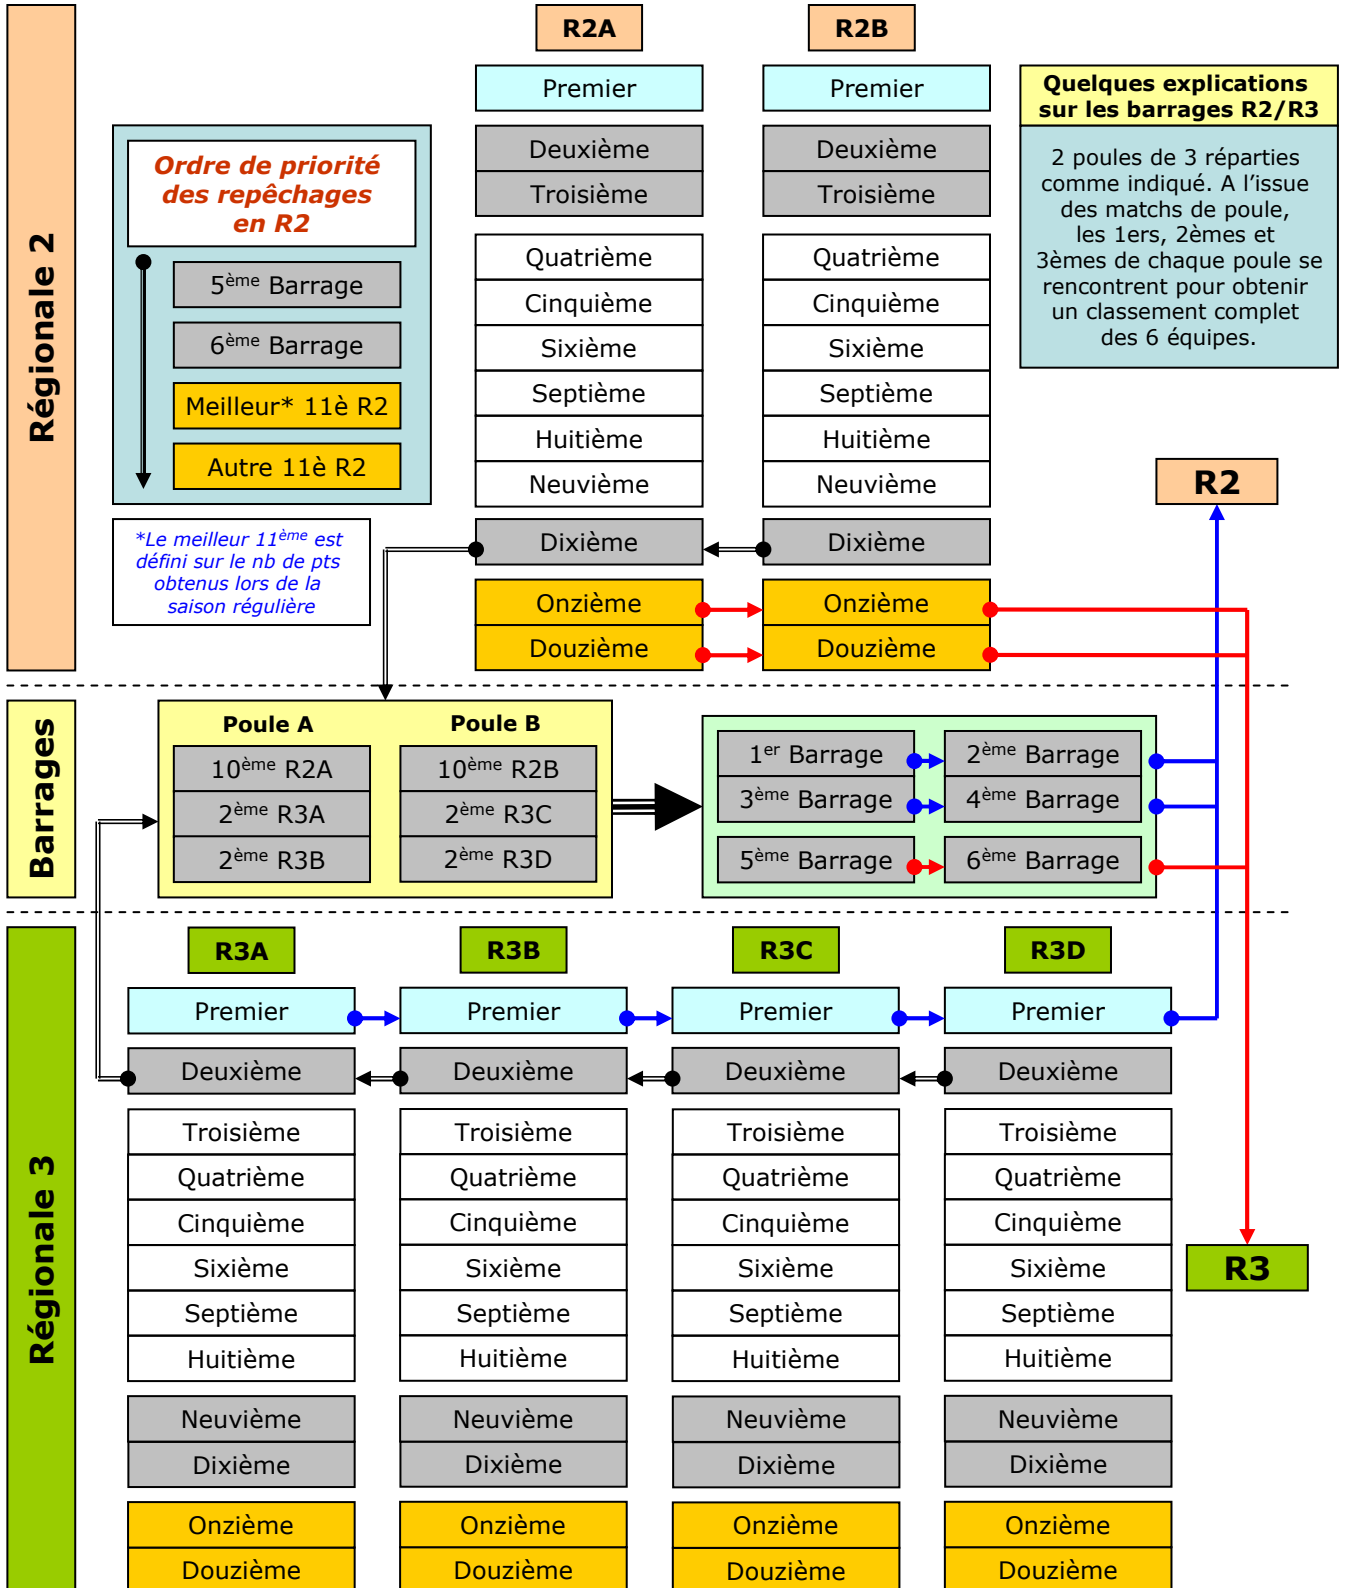 Régionale 2
R2A
R2B
Premier
Premier
Deuxième
Deuxième
Troisième
Troisième
Quatrième
Quatrième
Cinquième
Cinquième
Sixième
Sixième
Septième
Septième
Huitième
Huitième
Neuvième
Neuvième
Dixième
Dixième
Onzième
Onzième
Douzième
Douzième
Ordre de priorité
des repêchages
en R2
5ème Barrage
6ème Barrage
Meilleur* 11è R2
Autre 11è R2
*Le meilleur 11ème est
défini sur le nb de pts
obtenus lors de la
saison régulière
Quelques explications
sur les barrages R2/R3
2 poules de 3 réparties
comme indiqué. A l'issue
des matchs de poule,
les 1ers, 2èmes et
3èmes de chaque poule se
rencontrent pour obtenir
un classement complet
des 6 équipes.
R2
Barrages
Poule A
Poule B
10ème R2A
10ème R2B
2ème R3A
2ème R3C
2ème R3B
2ème R3D
1er Barrage
2ème Barrage
3ème Barrage
4ème Barrage
5ème Barrage
6ème Barrage
Régionale 3
R3A
R3B
R3C
R3D
Premier
Premier
Premier
Premier
Deuxième
Deuxième
Deuxième
Deuxième
Troisième
Troisième
Troisième
Troisième
Quatrième
Quatrième
Quatrième
Quatrième
Cinquième
Cinquième
Cinquième
Cinquième
Sixième
Sixième
Sixième
Sixième
Septième
Septième
Septième
Septième
Huitième
Huitième
Huitième
Huitième
Neuvième
Neuvième
Neuvième
Neuvième
Dixième
Dixième
Dixième
Dixième
Onzième
Onzième
Onzième
Onzième
Douzième
Douzième
Douzième
Douzième
R3